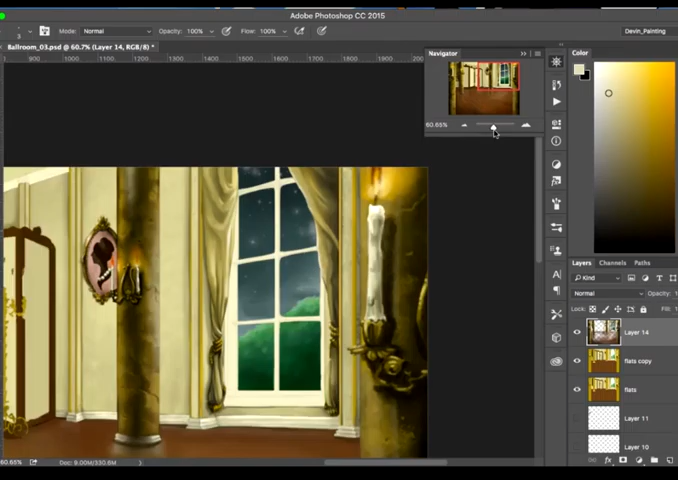 Adobe Photoshop CC 2015
3 Mode: Normal Opacity: 100% Flow: 100% Devin_Painting
Ballroom_03.psd @ 60.7% (Layer 14, RGB/8) *
Navigator
Color
900 1000 1100 1200 1300 1400 1500 1600 1700 1800 1900
60.65%
Layers Channels Paths
Kind
Normal Opacity:
Lock: Fill:
Layer 14
flats copy
flats
Layer 11
Layer 10
60.65% Doc: 9.00M/330.6M